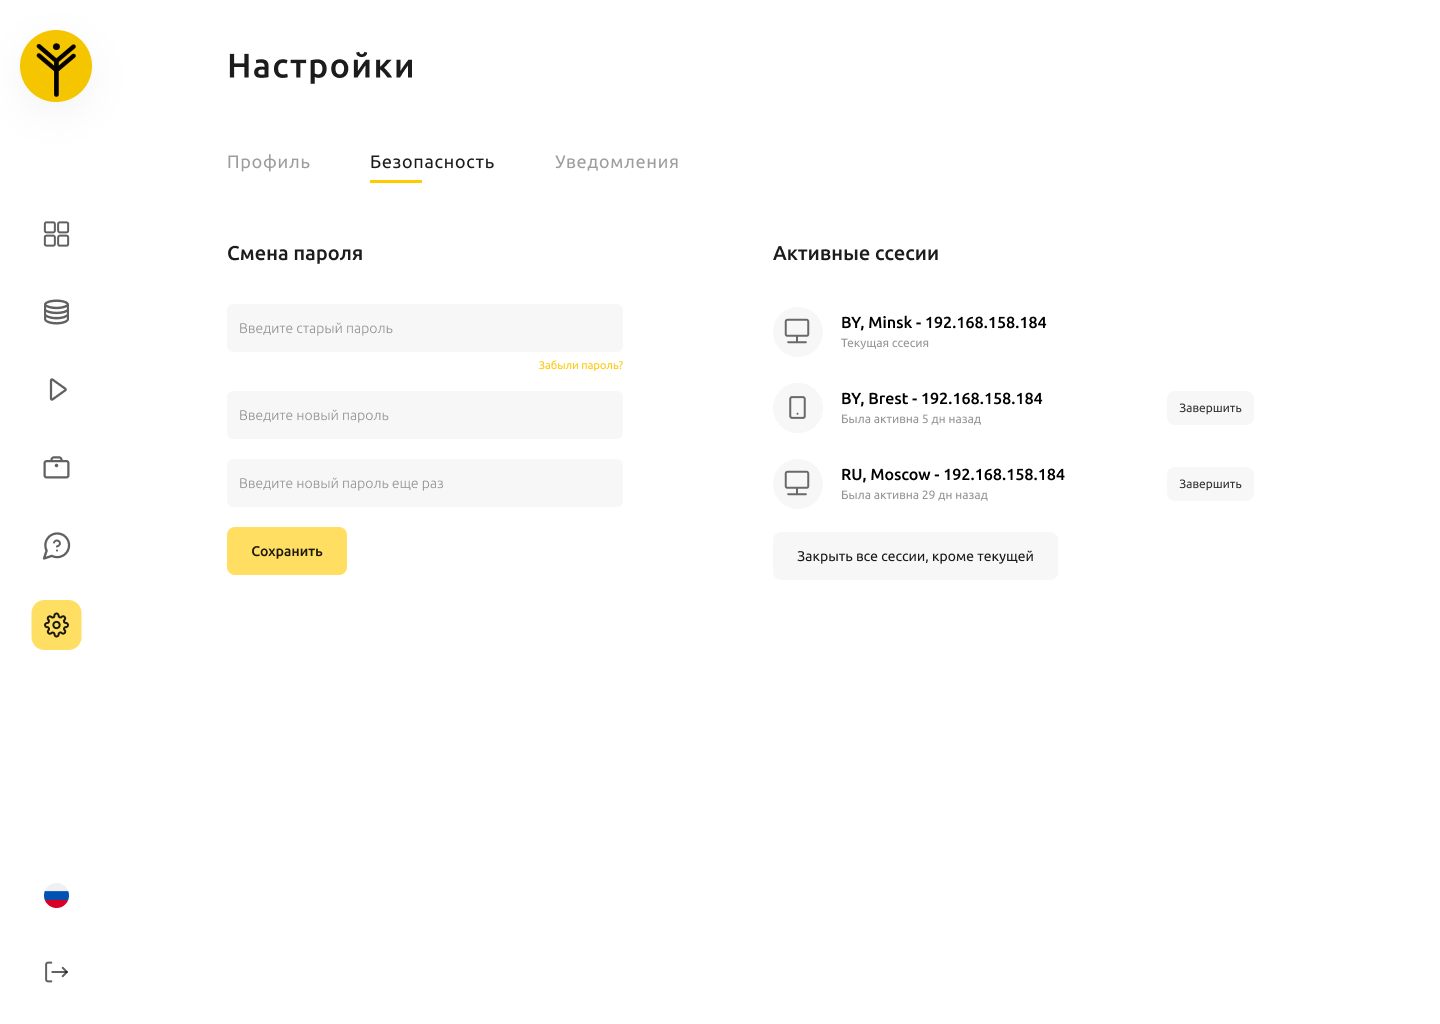 Настройки
Профиль
Безопасность
Уведомления
Смена пароля
Введите старый пароль
Забыли пароль?
Введите новый пароль
Введите новый пароль еще раз
Сохранить
Активные ссесии
BY, Minsk - 192.168.158.184
Текущая ссесия
BY, Brest - 192.168.158.184
Была активна 5 дн назад
Завершить
RU, Moscow - 192.168.158.184
Была активна 29 дн назад
Завершить
Закрыть все сессии, кроме текущей